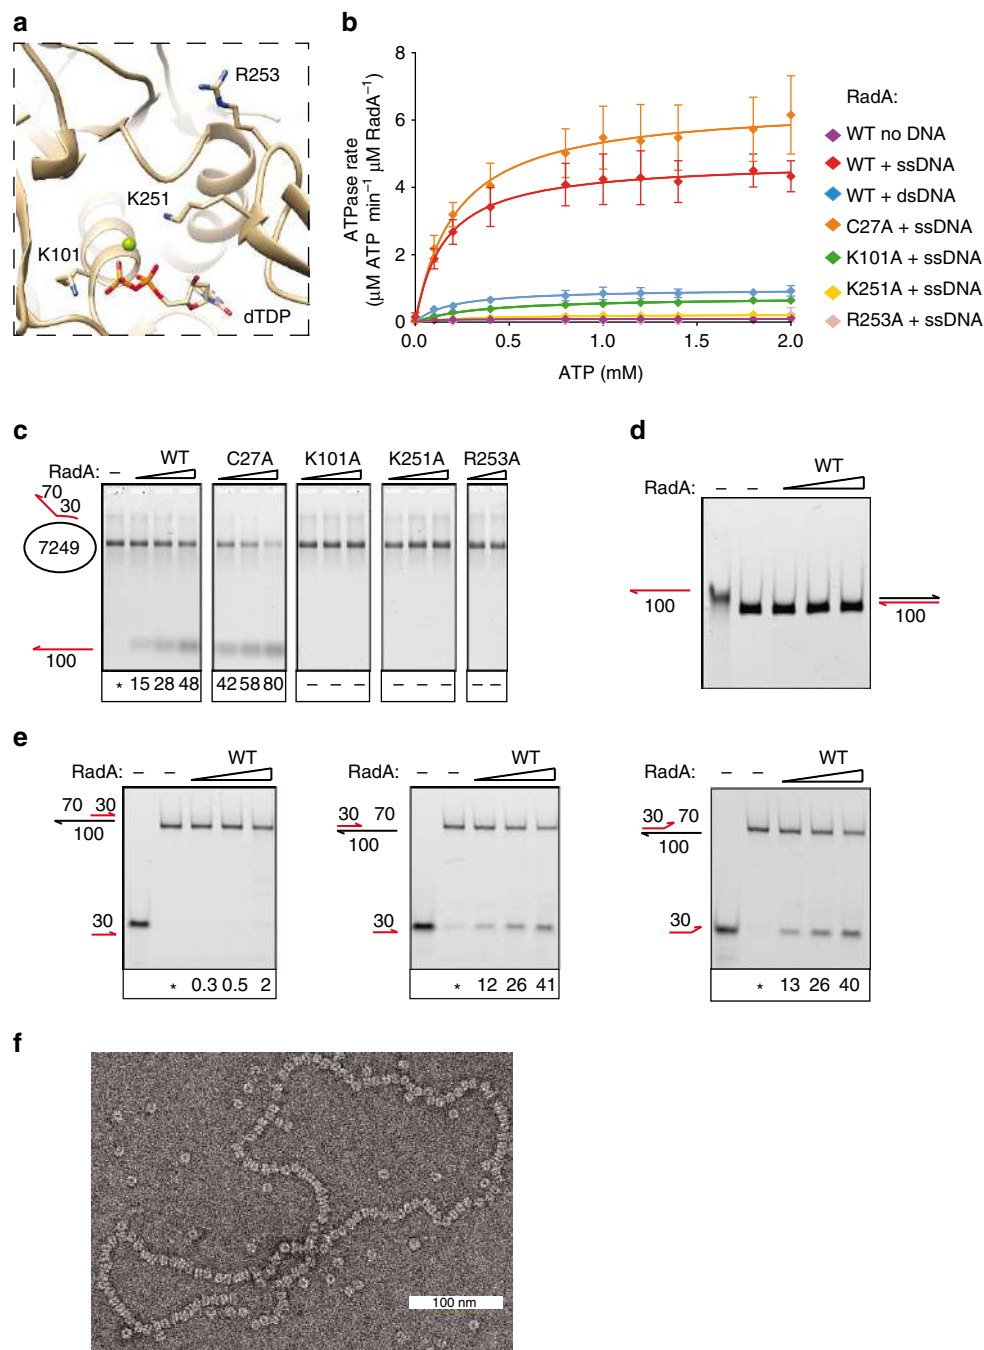 a
R253
K251
K101
dTDP
b
ATPase rate
(µM ATP min⁻¹ µM RadA⁻¹)
8
6
4
2
0
0.0
0.5
1.0
1.5
2.0
ATP (mM)
RadA:
WT no DNA
WT + ssDNA
WT + dsDNA
C27A + ssDNA
K101A + ssDNA
K251A + ssDNA
R253A + ssDNA
c
RadA: – WT C27A K101A K251A R253A
70
30
7249
100
* 15 28 48 42 58 80 – – – – – – – –
d
WT
RadA: – –
100
100
e
WT
RadA: – –
70 30
100
30
* 0.3 0.5 2
WT
RadA: – –
30 70
100
30
* 12 26 41
WT
RadA: – –
30 70
100
30
* 13 26 40
f
100 nm